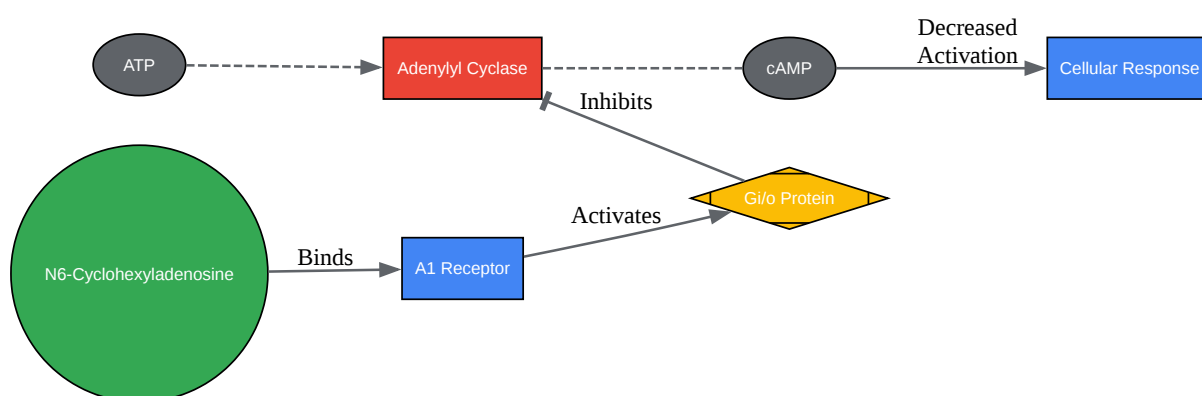 ATP
Adenylyl Cyclase
cAMP
Decreased
Activation
Cellular Response
Inhibits
Gi/o Protein
Activates
N6-Cyclohexyladenosine
Binds
A1 Receptor